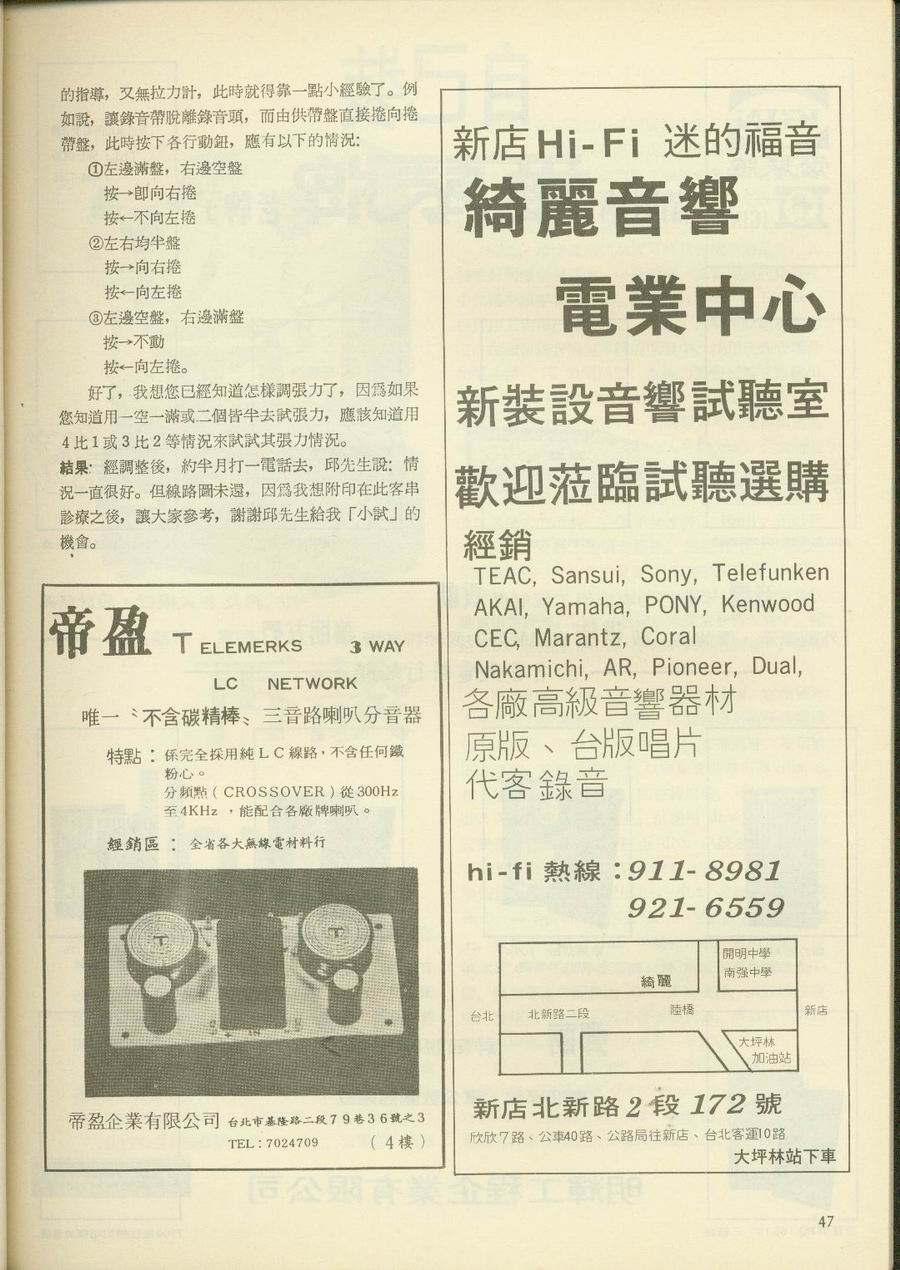 的指導，又無拉力計，此時就得靠一點小經驗了。例
如說，讓錄音帶脫離錄音頭，而由供帶盤直接捲向捲
帶盤，此時按下各行動鈕，應有以下的情況：
①左邊滿盤，右邊空盤
按→卽向右捲
按←不向左捲
②左右均半盤
按→向右捲
按←向左捲
③左邊空盤，右邊滿盤
按→不動
按←向左捲。
好了，我想您已經知道怎樣調張力了，因爲如果
您知道用一空一滿或二個皆半去試張力，應該知道用
4比1或3比2等情況來試試其張力情況。
結果：經調整後，約半月打一電話去，邱先生說：情
況一直很好。但線路圖未還，因爲我想附印在此客串
診療之後，讓大家參考，謝謝邱先生給我「小試」的
機會。
帝盈 TELEMERKS 3 WAY
LC NETWORK
唯一〝不含碳精棒〟三音路喇叭分音器
特點：係完全採用純LC線路，不含任何鐵
粉心。
分頻點（CROSSOVER）從300Hz
至4KHz ，能配合各廠牌喇叭。
經銷區：全省各大無線電材料行
T T
IN
帝盈企業有限公司 台北市基隆路二段79巷36號之3
TEL：7024709 （4樓）
新店Hi-Fi 迷的福音
綺麗音響
電業中心
新裝設音響試聽室
歡迎蒞臨試聽選購
經銷
TEAC, Sansui, Sony, Telefunken
AKAI, Yamaha, PONY, Kenwood
CEC, Marantz, Coral
Nakamichi, AR, Pioneer, Dual,
各廠高級音響器材
原版、台版唱片
代客錄音
hi-fi 熱線：911-8981
921-6559
開明中學
南強中學
綺麗
台北 北新路二段 陸橋 新店
大坪林
加油站
新店北新路2段172號
欣欣7路、公車40路、公路局往新店、台北客運10路
大坪林站下車
47